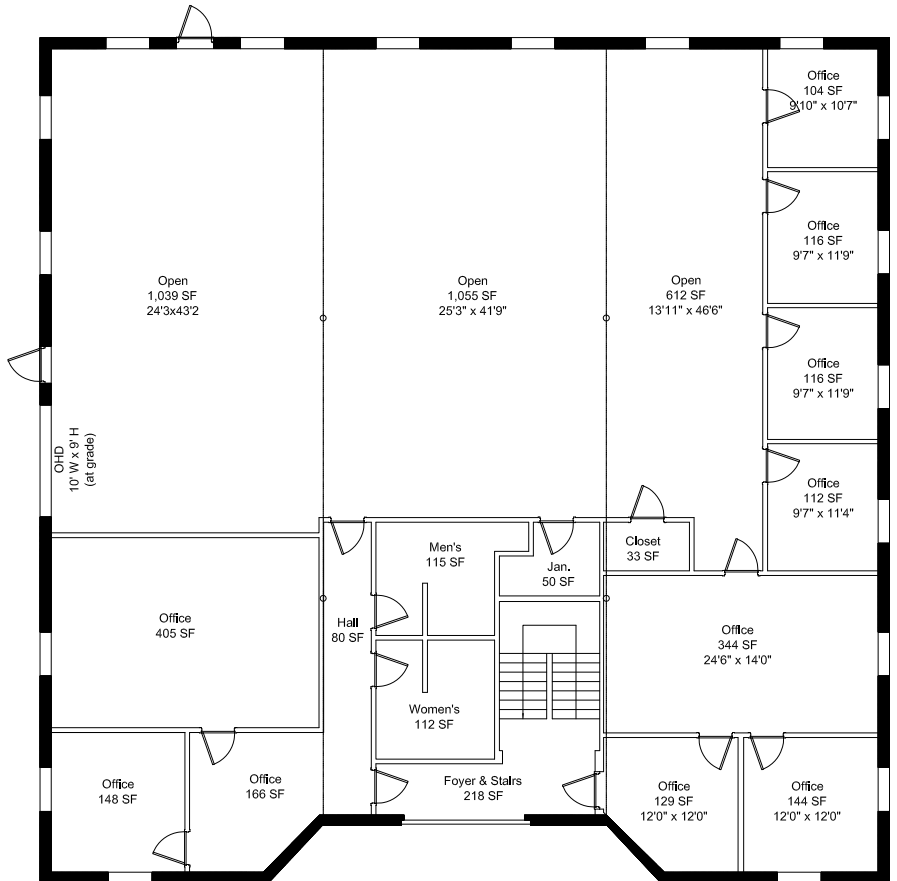 Office
104 SF
9'10" x 10'7"
Office
116 SF
9'7" x 11'9"
Open
1,039 SF
24'3x43'2
Open
1,055 SF
25'3" x 41'9"
Open
612 SF
13'11" x 46'6"
Office
116 SF
9'7" x 11'9"
OHD
10' W x 9' H
(at grade)
Office
112 SF
9'7" x 11'4"
Men's
115 SF
Jan.
50 SF
Closet
33 SF
Office
405 SF
Hall
80 SF
Office
344 SF
24'6" x 14'0"
Women's
112 SF
Office
148 SF
Office
166 SF
Foyer & Stairs
218 SF
Office
129 SF
12'0" x 12'0"
Office
144 SF
12'0" x 12'0"